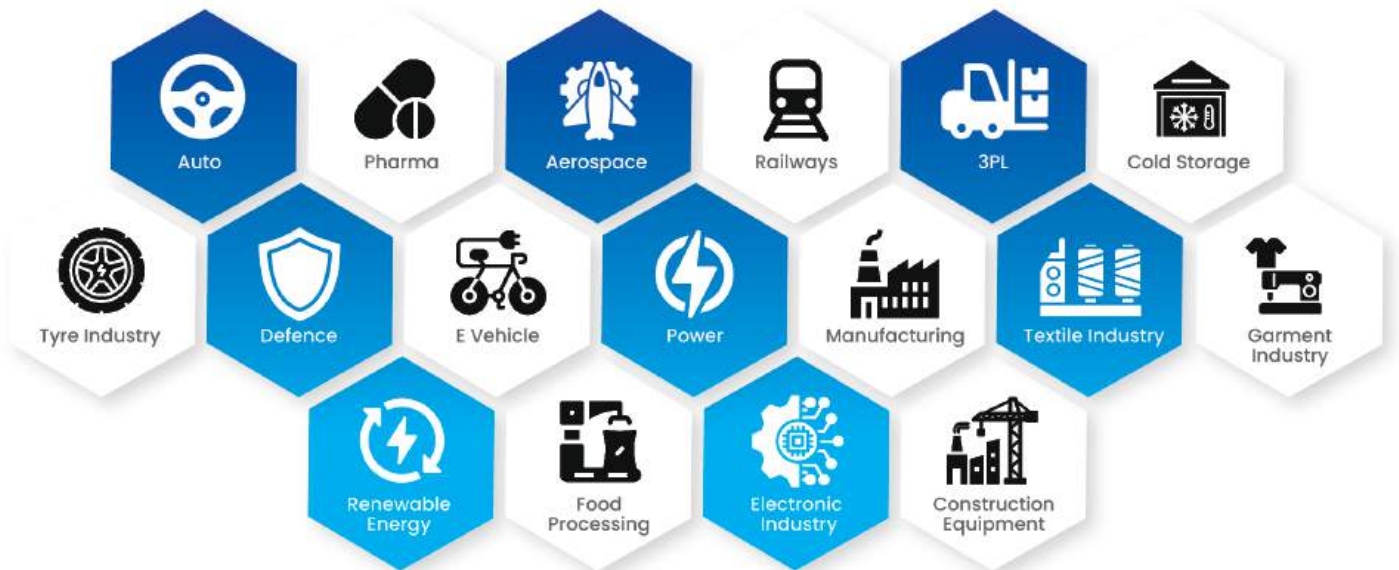 Auto
Pharma
Aerospace
Railways
3PL
Cold Storage
Tyre Industry
Defence
E Vehicle
Power
Manufacturing
Textile Industry
Garment
Industry
Renewable
Energy
Food
Processing
Electronic
Industry
Construction
Equipment